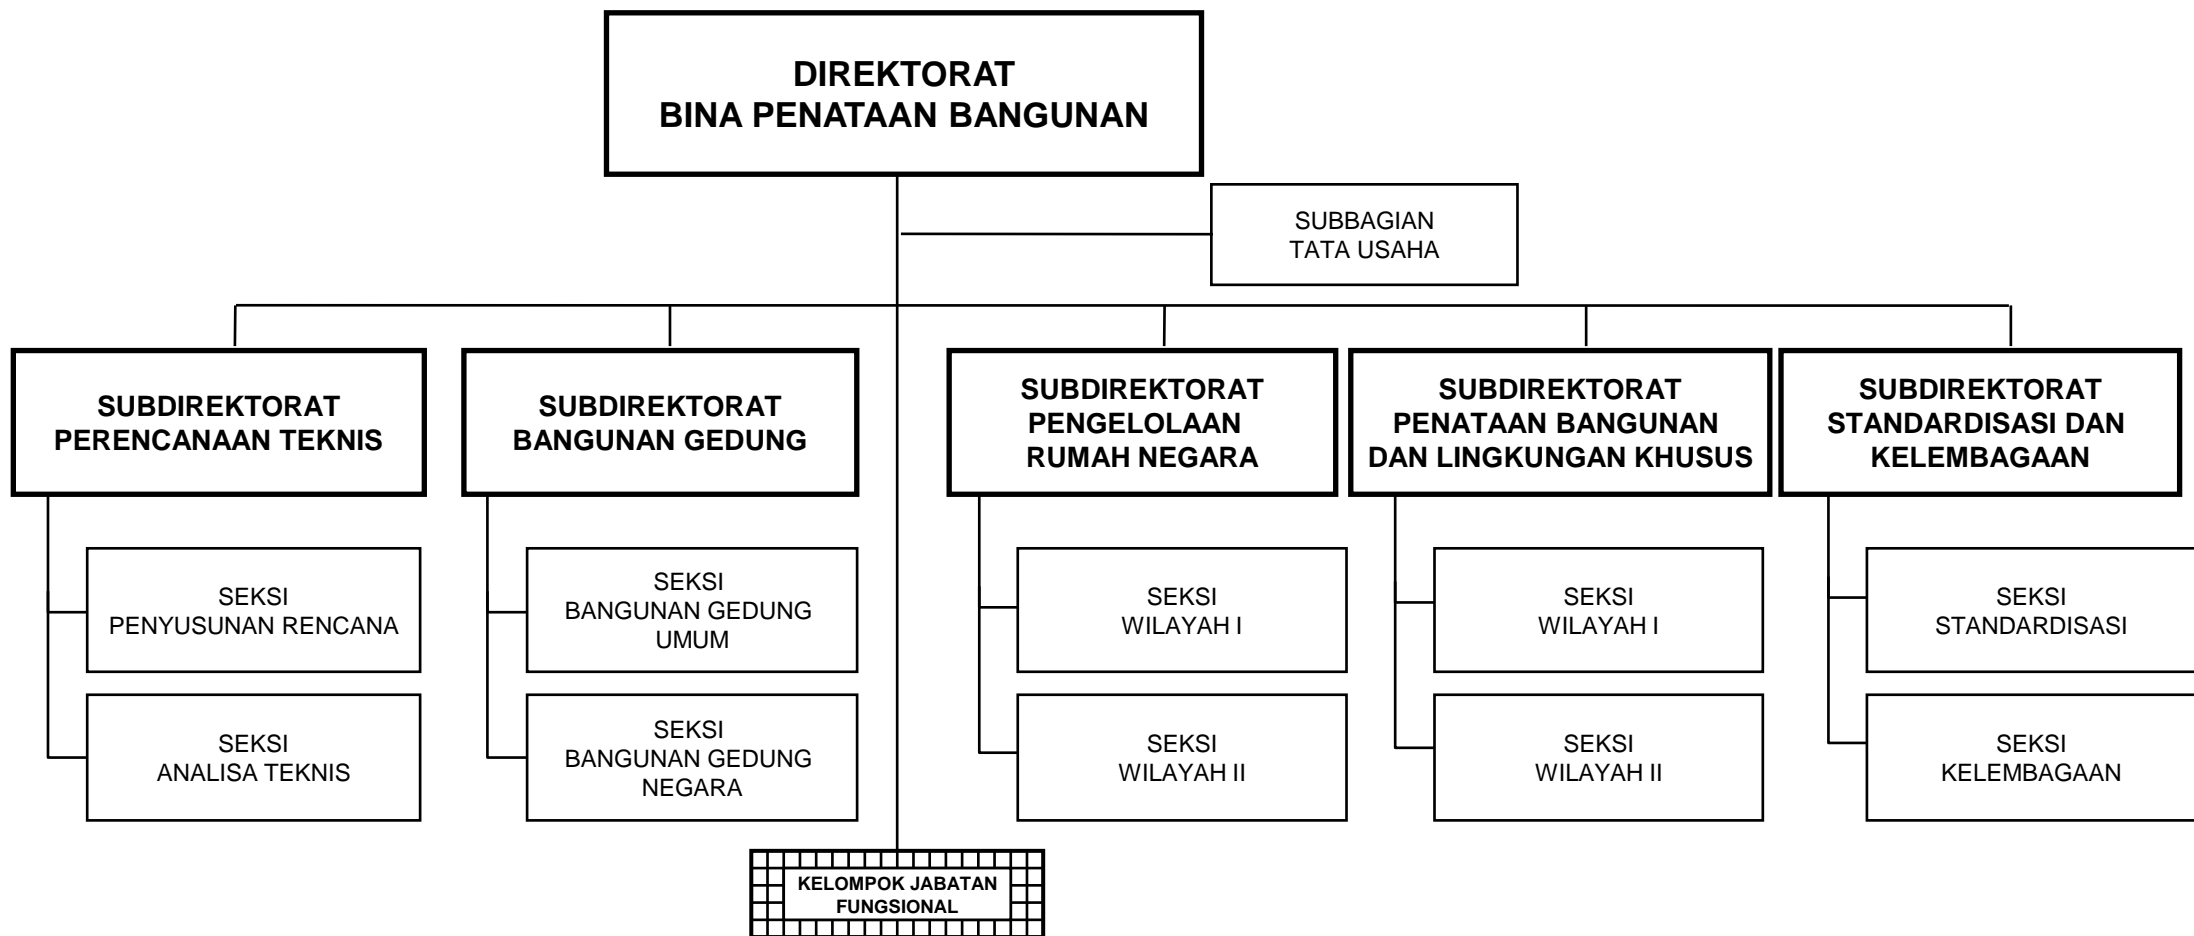 DIREKTORAT
BINA PENATAAN BANGUNAN
SUBBAGIAN
TATA USAHA
SUBDIREKTORAT
PERENCANAAN TEKNIS
SUBDIREKTORAT
BANGUNAN GEDUNG
SUBDIREKTORAT
PENGELOLAAN
RUMAH NEGARA
SUBDIREKTORAT
PENATAAN BANGUNAN
DAN LINGKUNGAN KHUSUS
SUBDIREKTORAT
STANDARDISASI DAN
KELEMBAGAAN
SEKSI
PENYUSUNAN RENCANA
SEKSI
BANGUNAN GEDUNG
UMUM
SEKSI
WILAYAH I
SEKSI
WILAYAH I
SEKSI
STANDARDISASI
SEKSI
ANALISA TEKNIS
SEKSI
BANGUNAN GEDUNG
NEGARA
SEKSI
WILAYAH II
SEKSI
WILAYAH II
SEKSI
KELEMBAGAAN
KELOMPOK JABATAN
FUNGSIONAL